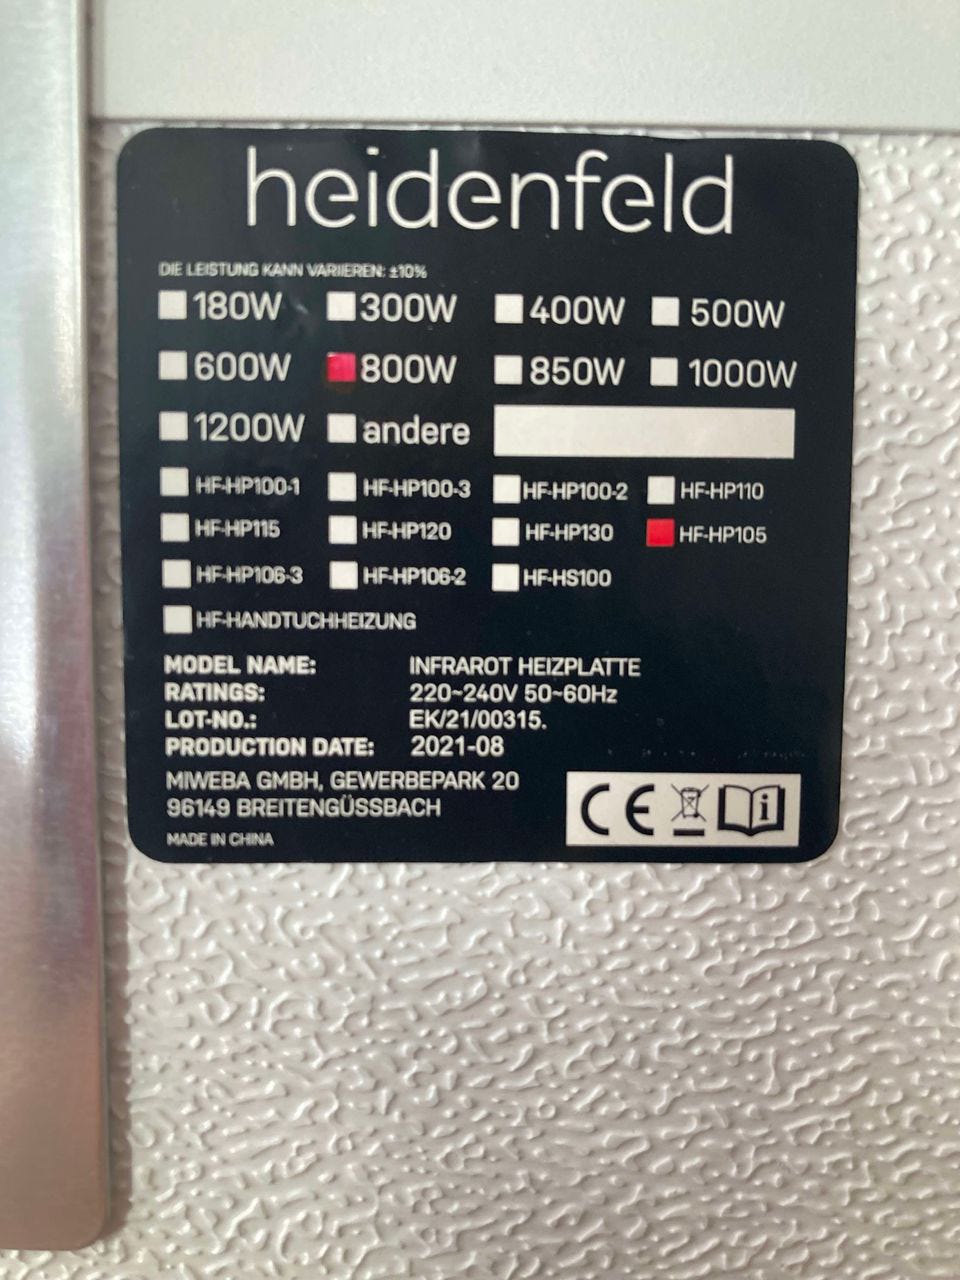 heidenfeld
DIE LEISTUNG KANN VARIIEREN: ±10%
180W 300W 400W 500W
600W 800W 850W 1000W
1200W andere
HF-HP100-1 HF-HP100-3 HF-HP100-2 HF-HP110
HF-HP115 HF-HP120 HF-HP130 HF-HP105
HF-HP106-3 HF-HP106-2 HF-HS100
HF-HANDTUCHHEIZUNG
MODEL NAME: INFRAROT HEIZPLATTE
RATINGS: 220~240V 50~60Hz
LOT-NO.: EK/21/00315.
PRODUCTION DATE: 2021-08
MIWEBA GMBH, GEWERBEPARK 20
96149 BREITENGÜSSBACH
MADE IN CHINA
CE i